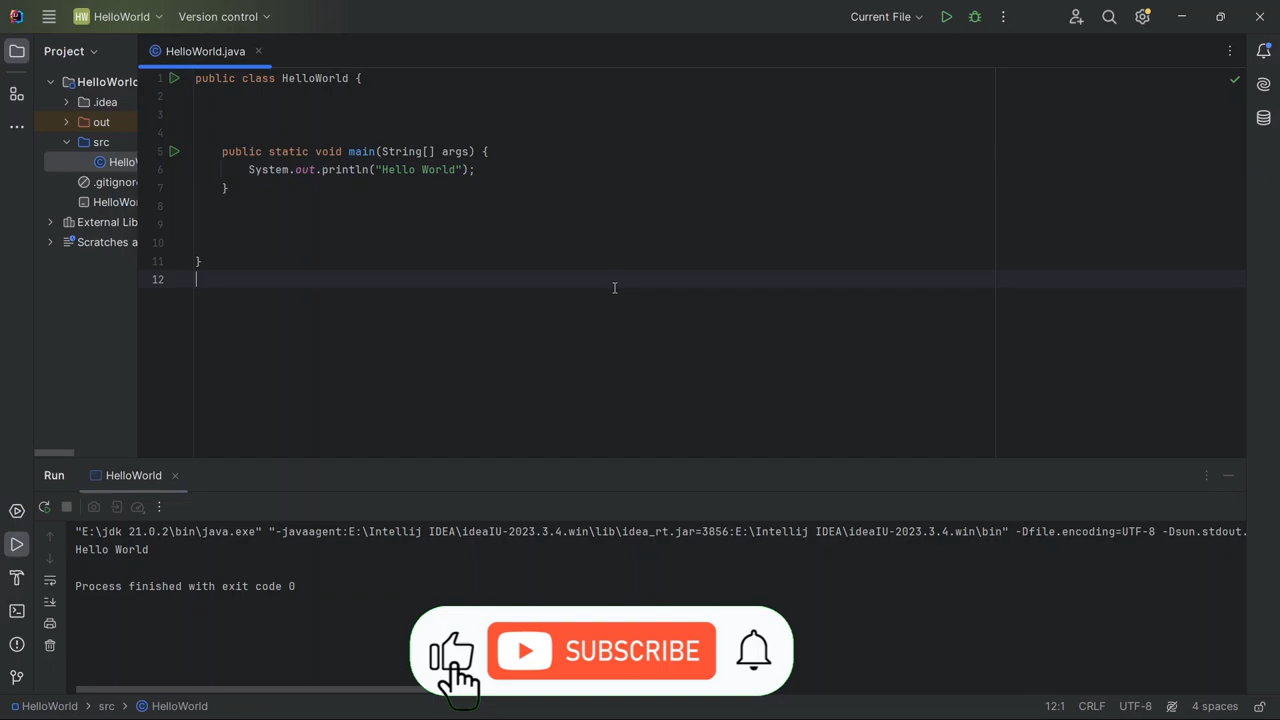 HW HelloWorld Version control Current File
Project
HelloWorld.java
HelloWorld
.idea
out
src
HelloW
.gitignore
HelloWor
External Lib
Scratches a
1 public class HelloWorld {
2
3
4
5 public static void main(String[] args) {
6 System.out.println("Hello World");
7 }
8
9
10
11 }
12
Run HelloWorld
"E:\jdk 21.0.2\bin\java.exe" "-javaagent:E:\Intellij IDEA\ideaIU-2023.3.4.win\lib\idea_rt.jar=3856:E:\Intellij IDEA\ideaIU-2023.3.4.win\bin" -Dfile.encoding=UTF-8 -Dsun.stdout.
Hello World
Process finished with exit code 0
SUBSCRIBE
HelloWorld src HelloWorld 12:1 CRLF UTF-8 4 spaces